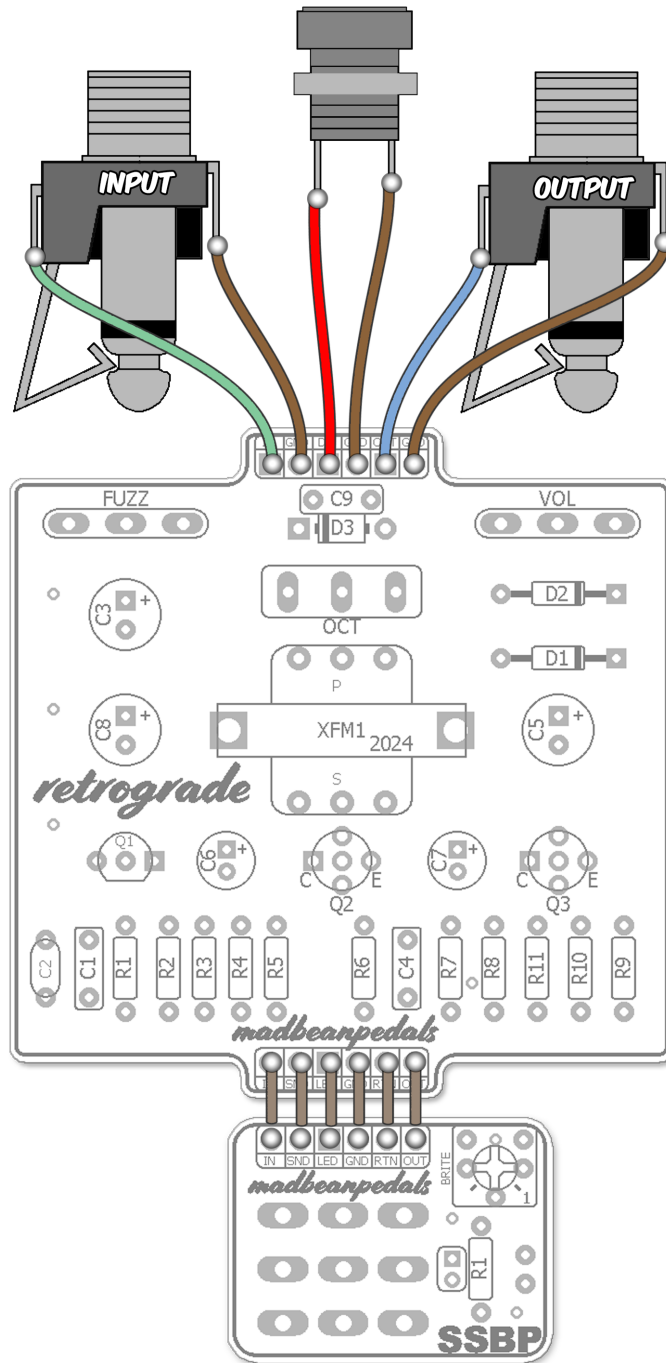 INPUT
OUTPUT
FUZZ
C9
VOL
D3
C3
+
D2
OCT
D1
P
C8
+
XFM1
2024
C5
+
S
retrograde
Q1
C6
+
C
E
Q2
C7
+
C
E
Q3
C2
C1
R1
R2
R3
R4
R5
R6
C4
R7
R8
R11
R10
R9
madbeanpedals
IN
SND
LED
GND
RTN
OUT
BRITE
madbeanpedals
1
R1
SSBP